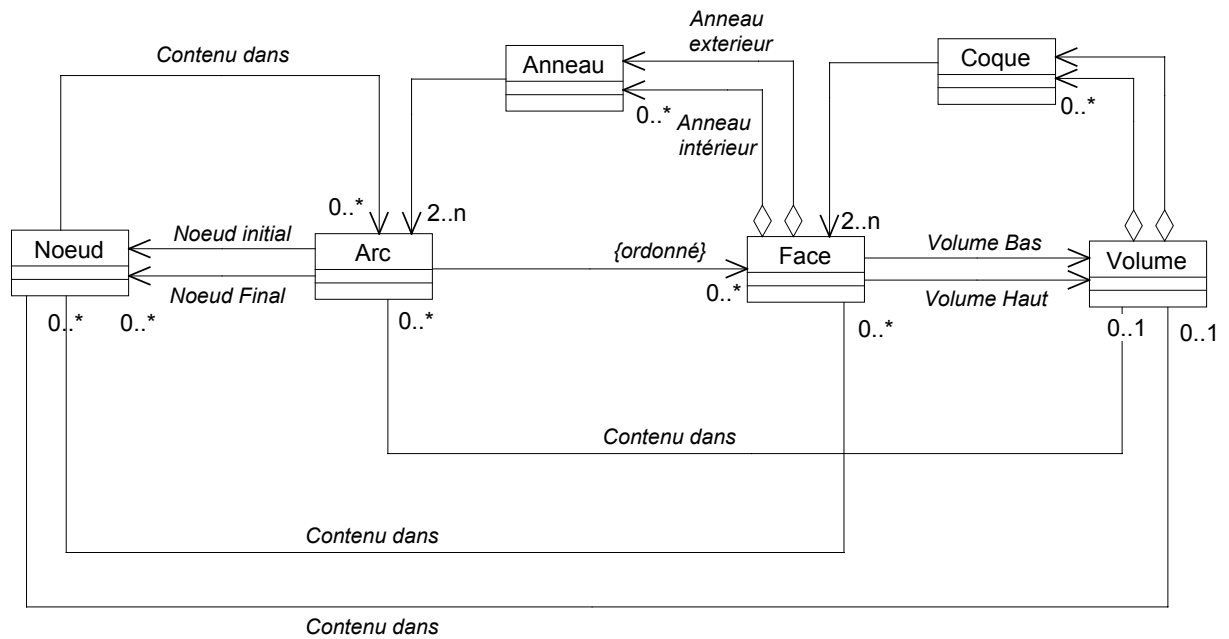 Anneau
exterieur
Contenu dans
Anneau
Coque
0..*
Anneau
intérieur
0..*
0..*
2..n
2..n
Noeud
Noeud initial
Arc
{ordonné}
Face
Volume Bas
Volume
Noeud Final
0..*
Volume Haut
0..*
0..*
0..*
0..*
0..1
0..1
Contenu dans
Contenu dans
Contenu dans